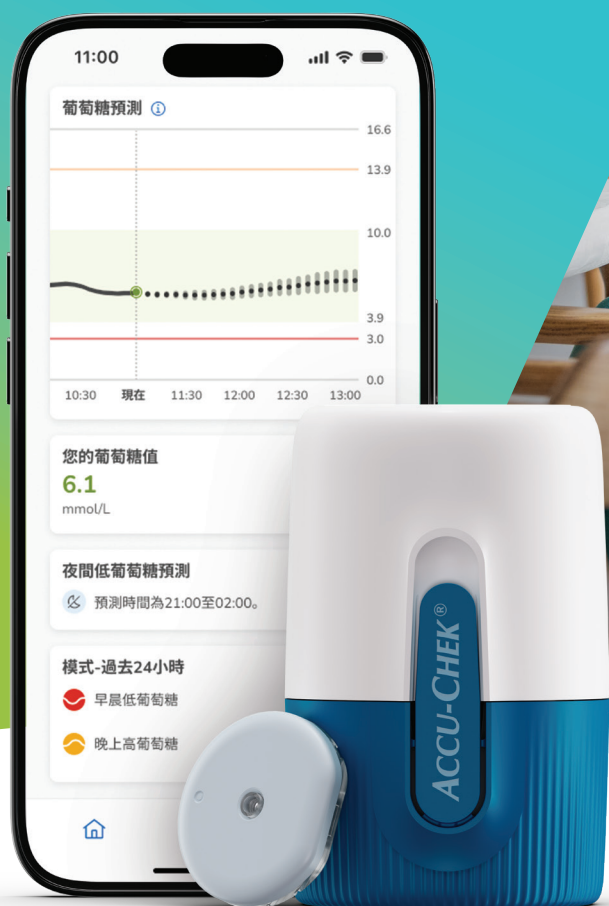 11:00
葡萄糖預測
16.6
13.9
10.0
3.9
3.0
0.0
10:30 現在 11:30 12:00 12:30 13:00
您的葡萄糖值
6.1
mmol/L
夜間低葡萄糖預測
預測時間為21:00至02:00。
模式-過去24小時
早晨低葡萄糖
晚上高葡萄糖
ACCU-CHEK®